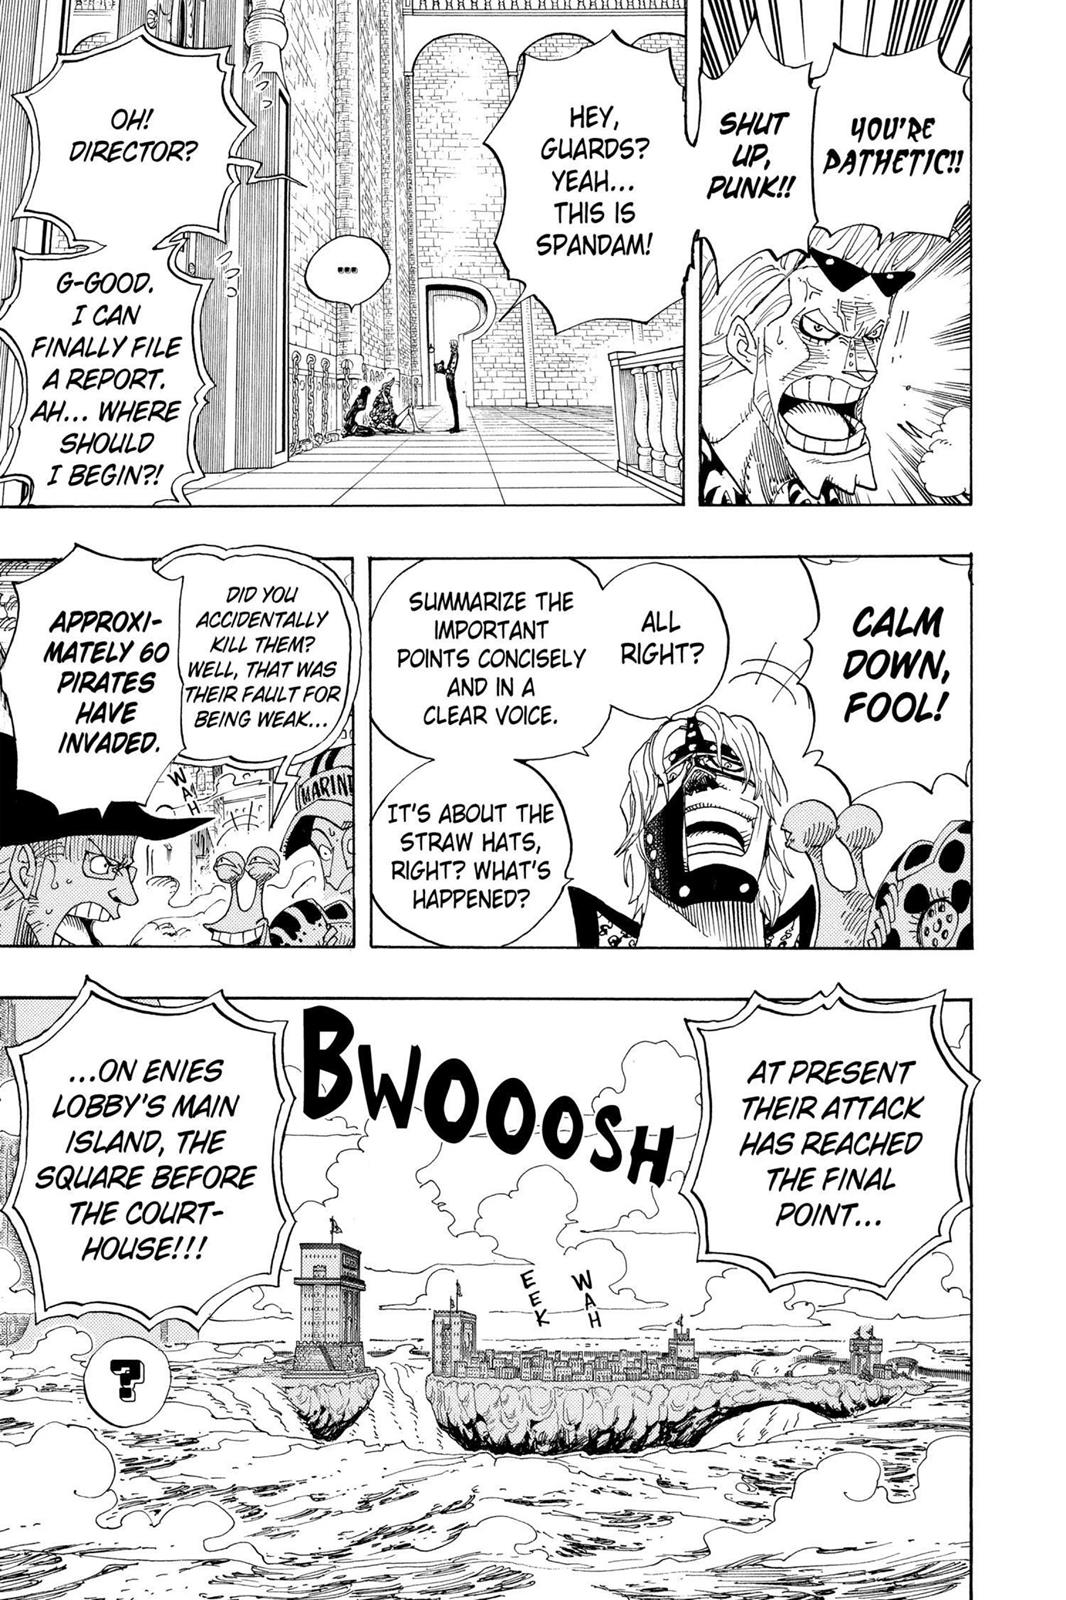 YOU'RE
PATHETIC!!
SHUT
UP,
PUNK!!
HEY,
GUARDS?
YEAH...
THIS IS
SPANDAM!
...
OH!
DIRECTOR?
G-GOOD.
I CAN
FINALLY FILE
A REPORT.
AH... WHERE
SHOULD
I BEGIN?!
CALM
DOWN,
FOOL!
ALL
RIGHT?
SUMMARIZE THE
IMPORTANT
POINTS CONCISELY
AND IN A
CLEAR VOICE.
IT'S ABOUT THE
STRAW HATS,
RIGHT? WHAT'S
HAPPENED?
DID YOU
ACCIDENTALLY
KILL THEM?
WELL, THAT WAS
THEIR FAULT FOR
BEING WEAK...
MARINE
WAH
APPROXI-
MATELY 60
PIRATES
HAVE
INVADED.
AT PRESENT
THEIR ATTACK
HAS REACHED
THE FINAL
POINT...
BWOOOSH
WAH
EEK
...ON ENIES
LOBBY'S MAIN
ISLAND, THE
SQUARE BEFORE
THE COURT-
HOUSE!!!
?